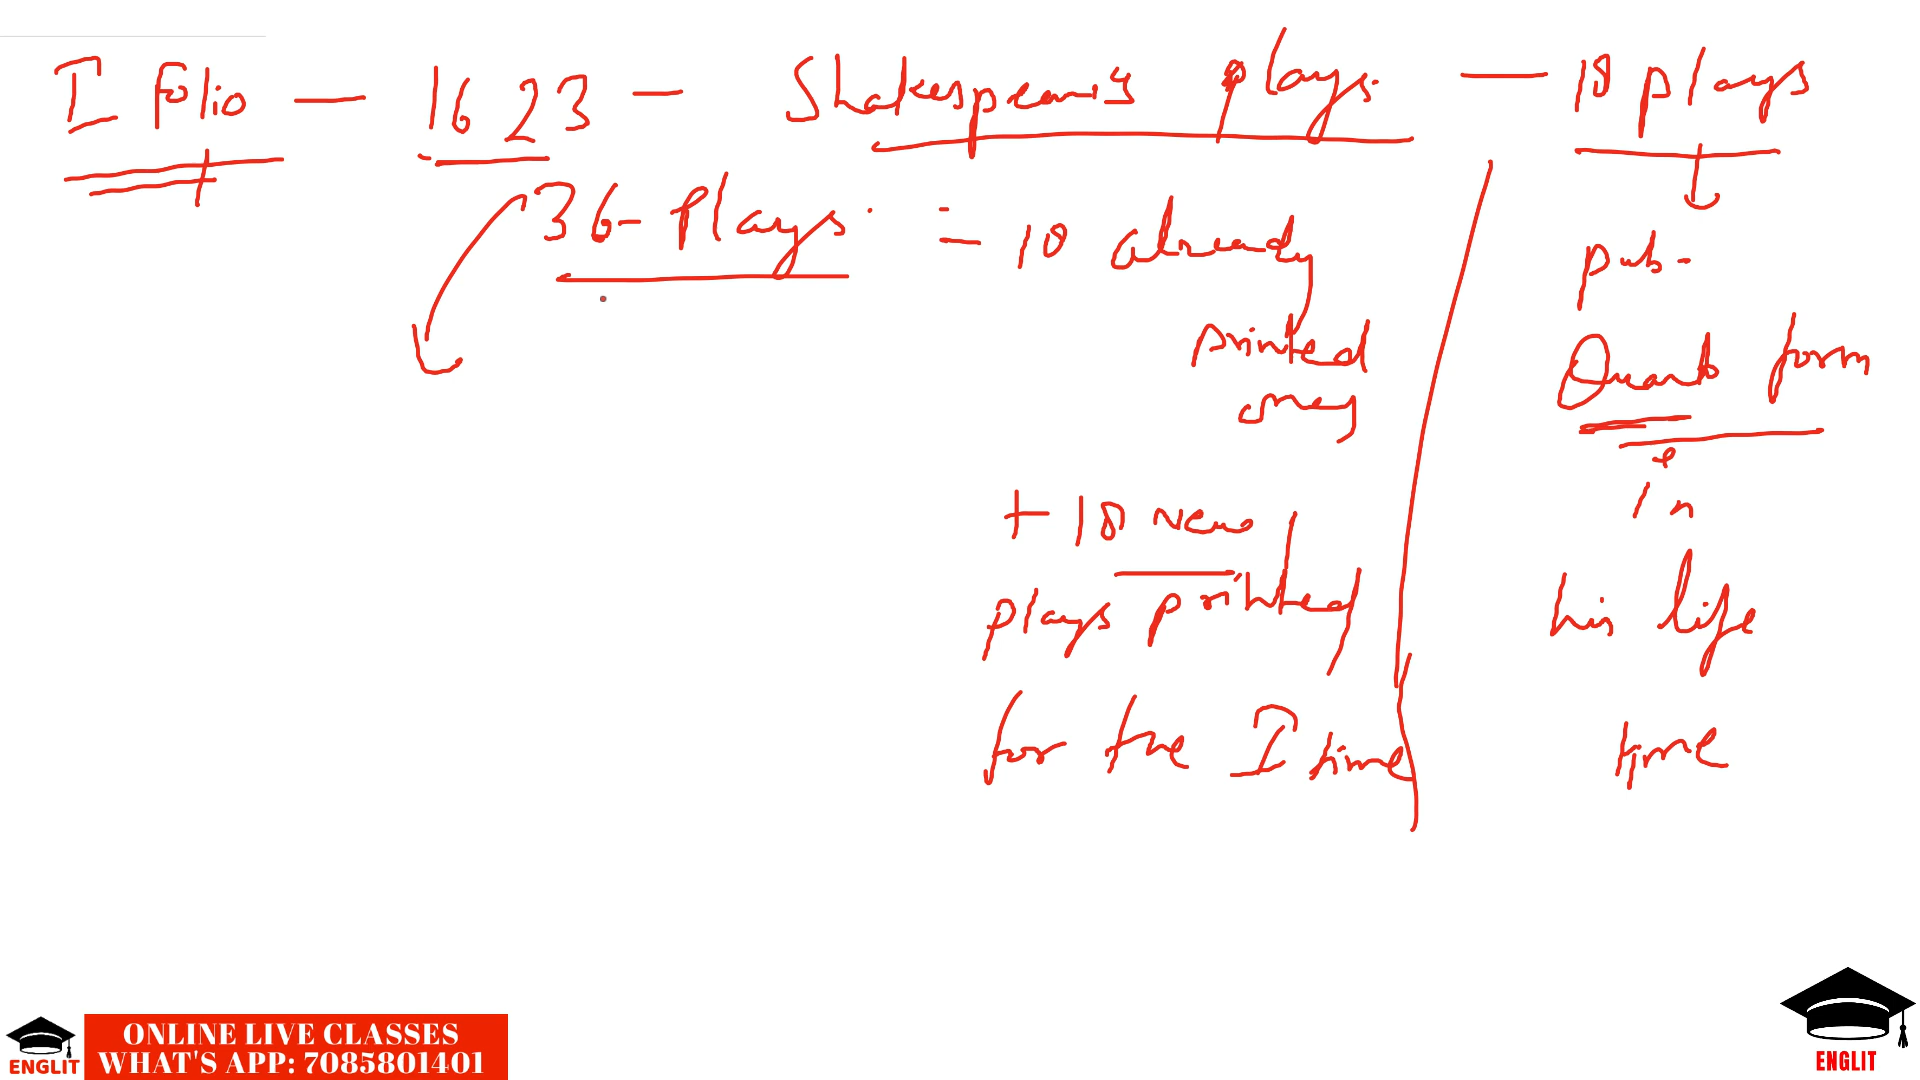 I folio — 1623 — Shakespeare's plays. — 18 plays
36 - Plays. = 18 already
printed
ones
+ 18 new
plays printed
for the I time
pub-
Quarto form
in
his life
time
ONLINE LIVE CLASSES
WHAT'S APP: 7085801401
ENGLIT
ENGLIT